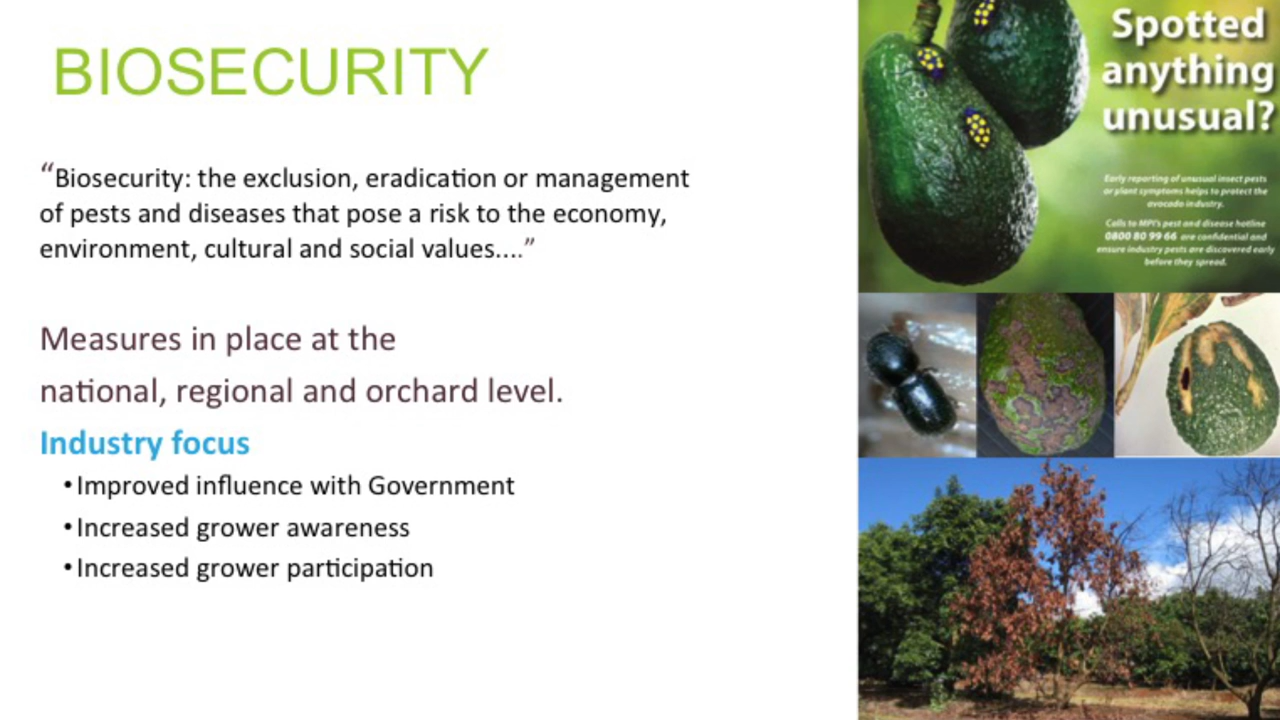 BIOSECURITY
“Biosecurity: the exclusion, eradication or management
of pests and diseases that pose a risk to the economy,
environment, cultural and social values....”
Measures in place at the
national, regional and orchard level.
Industry focus
•Improved influence with Government
•Increased grower awareness
•Increased grower participation
Spotted
anything
unusual?
Early reporting of unusual insect pests
or plant symptoms helps to protect the
avocado industry.
Calls to MPI's pest and disease hotline
0800 80 99 66 are confidential and
ensure industry pests are discovered early
before they spread.